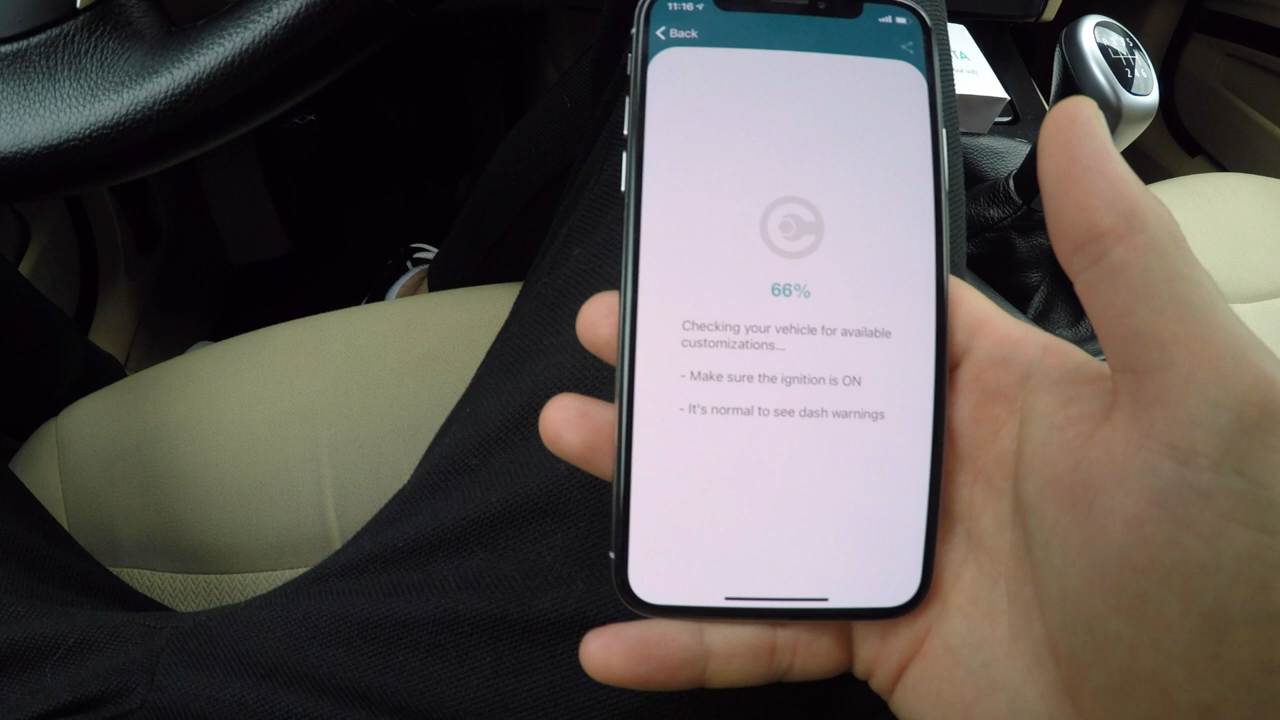 11:16
Back
66%
Checking your vehicle for available
customizations...
- Make sure the ignition is ON
- It's normal to see dash warnings
TA